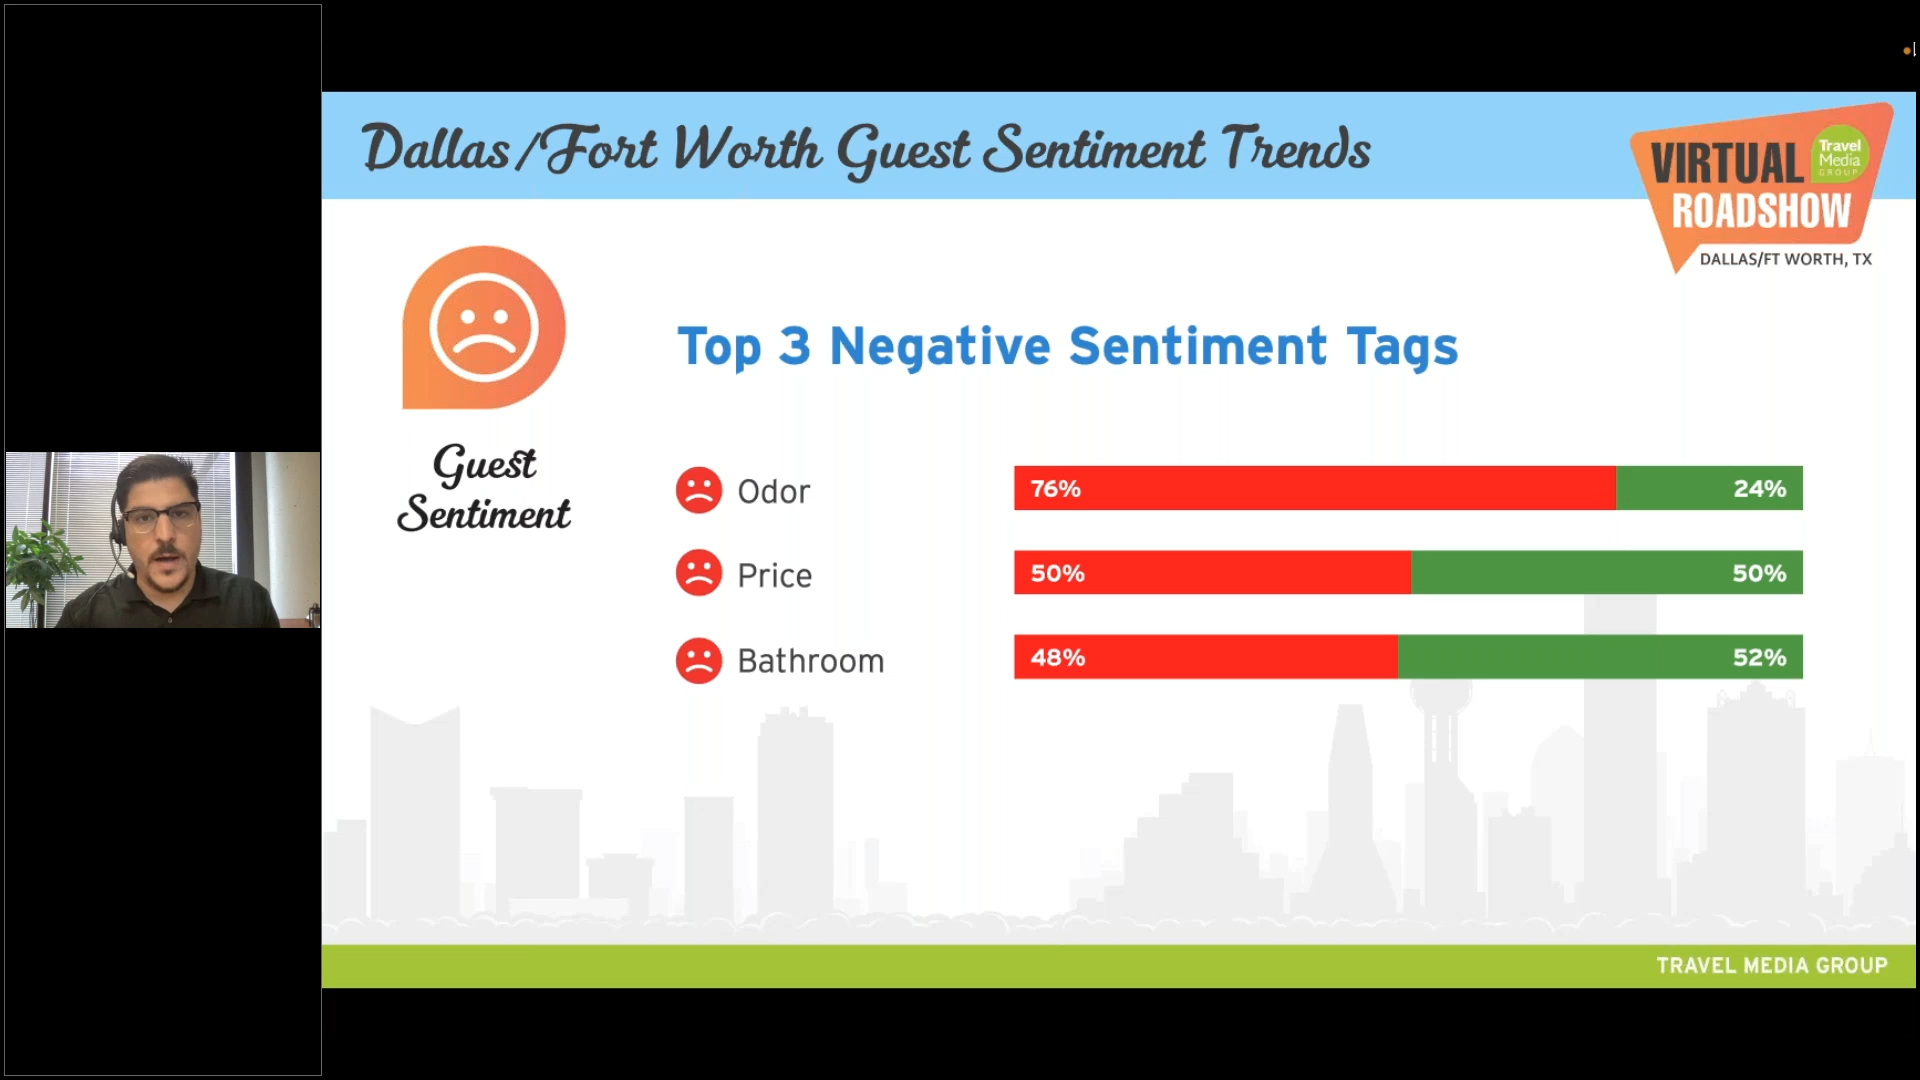 Dallas/Fort Worth Guest Sentiment Trends
VIRTUAL
Travel
Media
GROUP
ROADSHOW
DALLAS/FT WORTH, TX
Guest
Sentiment
Top 3 Negative Sentiment Tags
Odor 76% 24%
Price 50% 50%
Bathroom 48% 52%
TRAVEL MEDIA GROUP